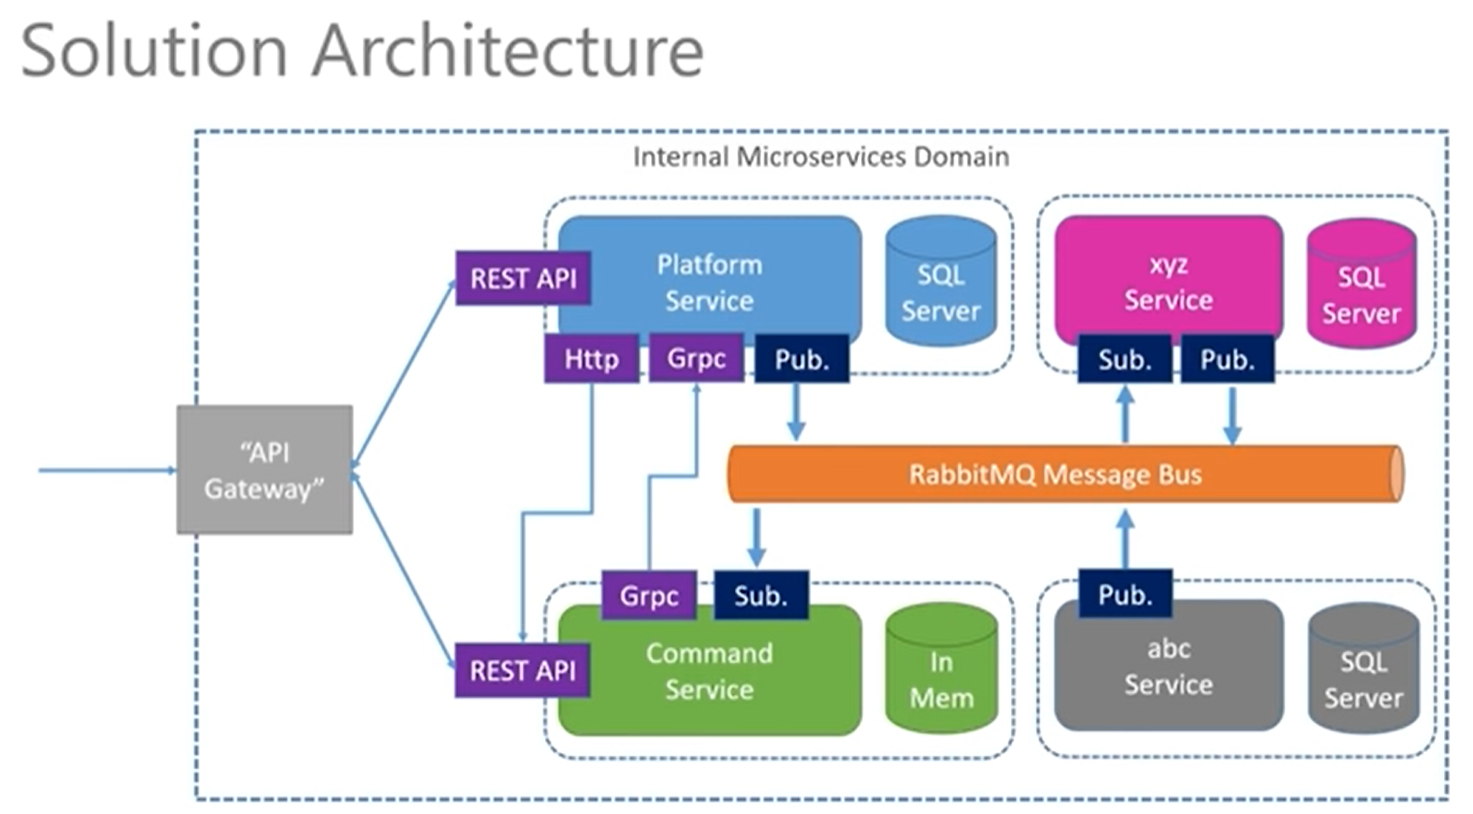 Solution Architecture
Internal Microservices Domain
REST API
Platform
Service
SQL
Server
xyz
Service
SQL
Server
Http
Grpc
Pub.
Sub.
Pub.
“API
Gateway”
RabbitMQ Message Bus
Grpc
Sub.
Pub.
REST API
Command
Service
In
Mem
abc
Service
SQL
Server